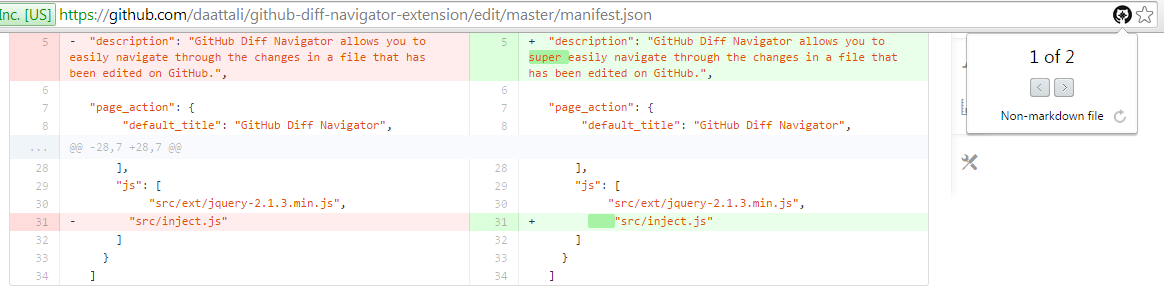 Inc. [US] https://github.com/daattali/github-diff-navigator-extension/edit/master/manifest.json
5 - "description": "GitHub Diff Navigator allows you to
easily navigate through the changes in a file that has
been edited on GitHub.",
6
7 "page_action": {
8 "default_title": "GitHub Diff Navigator",
... @@ -28,7 +28,7 @@
28 ],
29 "js": [
30 "src/ext/jquery-2.1.3.min.js",
31 - "src/inject.js"
32 ]
33 }
34 ]
5 + "description": "GitHub Diff Navigator allows you to
super easily navigate through the changes in a file that
has been edited on GitHub.",
6
7 "page_action": {
8 "default_title": "GitHub Diff Navigator",
28 ],
29 "js": [
30 "src/ext/jquery-2.1.3.min.js",
31 + "src/inject.js"
32 ]
33 }
34 ]
1 of 2
< >
Non-markdown file